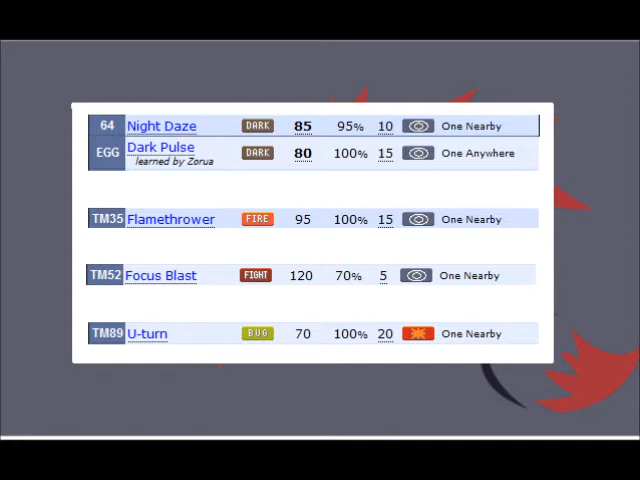 64 Night Daze DARK 85 95% 10 One Nearby
EGG Dark Pulse DARK 80 100% 15 One Anywhere
learned by Zorua
TM35 Flamethrower FIRE 95 100% 15 One Nearby
TM52 Focus Blast FIGHT 120 70% 5 One Nearby
TM89 U-turn BUG 70 100% 20 One Nearby